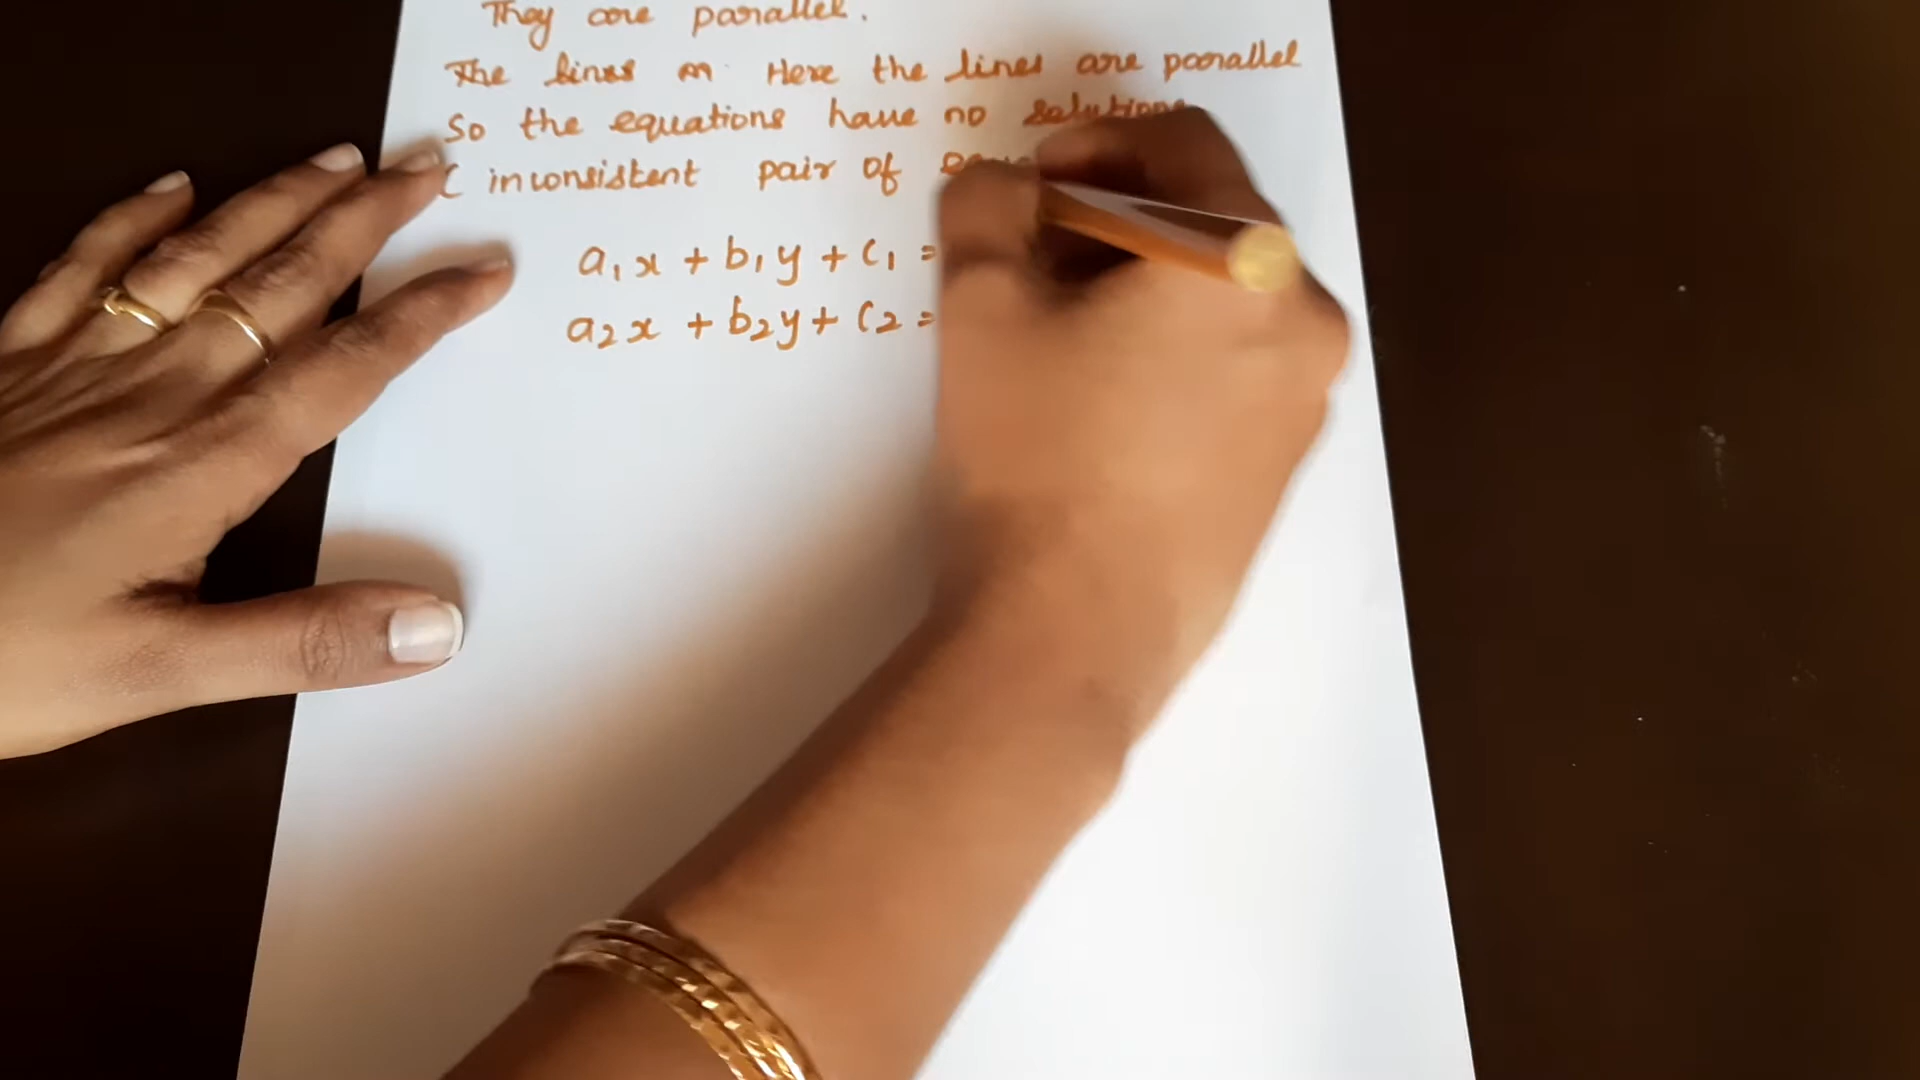 They are parallel.
The lines m Here the lines are parallel
So the equations have no solutions
( inconsistent pair of
a₁x + b₁y + c₁ =
a₂x + b₂y + c₂ =